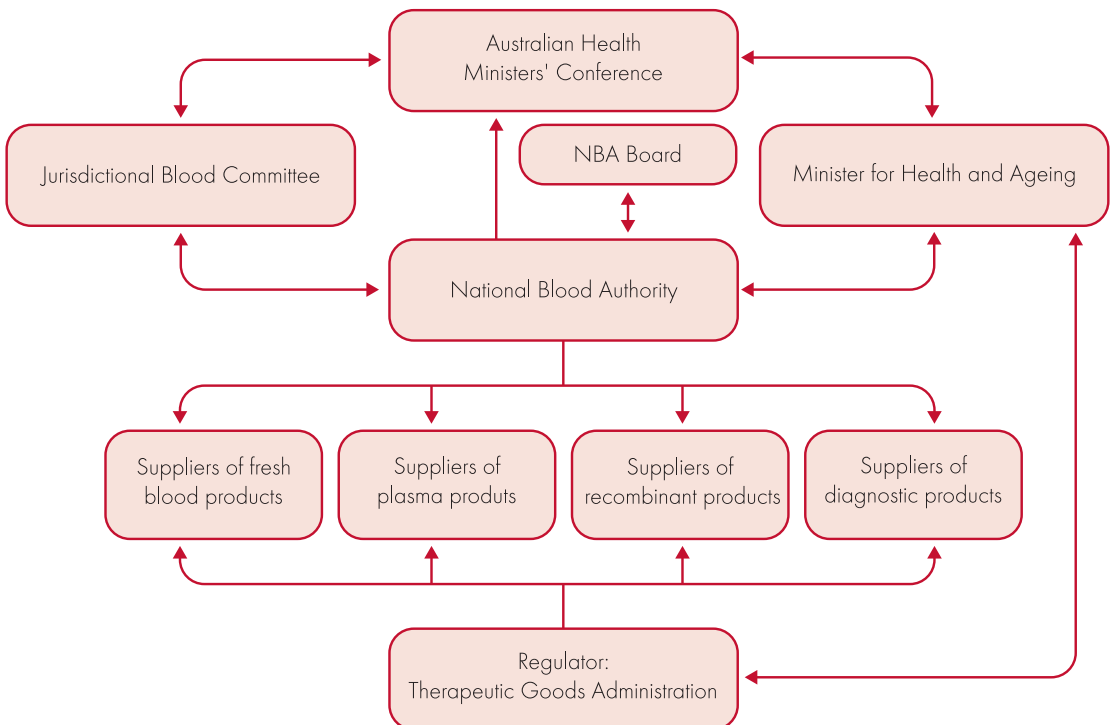 Australian Health
Ministers' Conference
NBA Board
Jurisdictional Blood Committee
Minister for Health and Ageing
National Blood Authority
Suppliers of fresh
blood products
Suppliers of
plasma produts
Suppliers of
recombinant products
Suppliers of
diagnostic products
Regulator:
Therapeutic Goods Administration